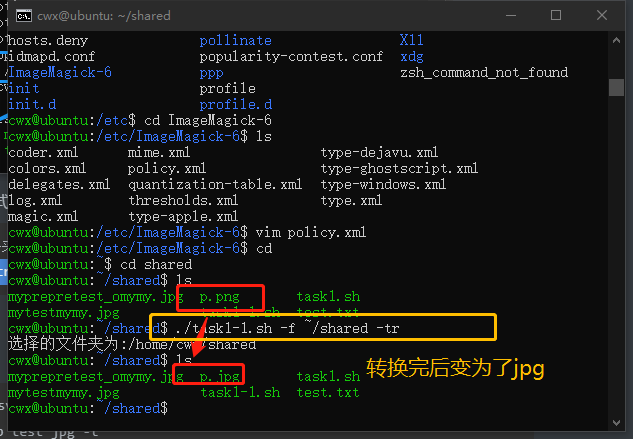 cwx@ubuntu: ~/shared
hosts.deny pollinate X11
idmapd.conf popularity-contest.conf xdg
ImageMagick-6 ppp zsh_command_not_found
init profile
init.d profile.d
cwx@ubuntu:/etc$ cd ImageMagick-6
cwx@ubuntu:/etc/ImageMagick-6$ ls
coder.xml mime.xml type-dejavu.xml
colors.xml policy.xml type-ghostscript.xml
delegates.xml quantization-table.xml type-windows.xml
log.xml thresholds.xml type.xml
magic.xml type-apple.xml
cwx@ubuntu:/etc/ImageMagick-6$ vim policy.xml
cwx@ubuntu:/etc/ImageMagick-6$ cd
cwx@ubuntu:~$ cd shared
cwx@ubuntu:~/shared$ ls
myprepretest_omymy.jpg p.png task1.sh
mytestmymy.jpg task1-1.sh test.txt
cwx@ubuntu:~/shared$ ./task1-1.sh -f ~/shared -tr
选择的文件夹为:/home/cwx/shared
cwx@ubuntu:~/shared$ ls
myprepretest_omymy.jpg p.jpg task1.sh
mytestmymy.jpg task1-1.sh test.txt
cwx@ubuntu:~/shared$
转换完后变为了jpg